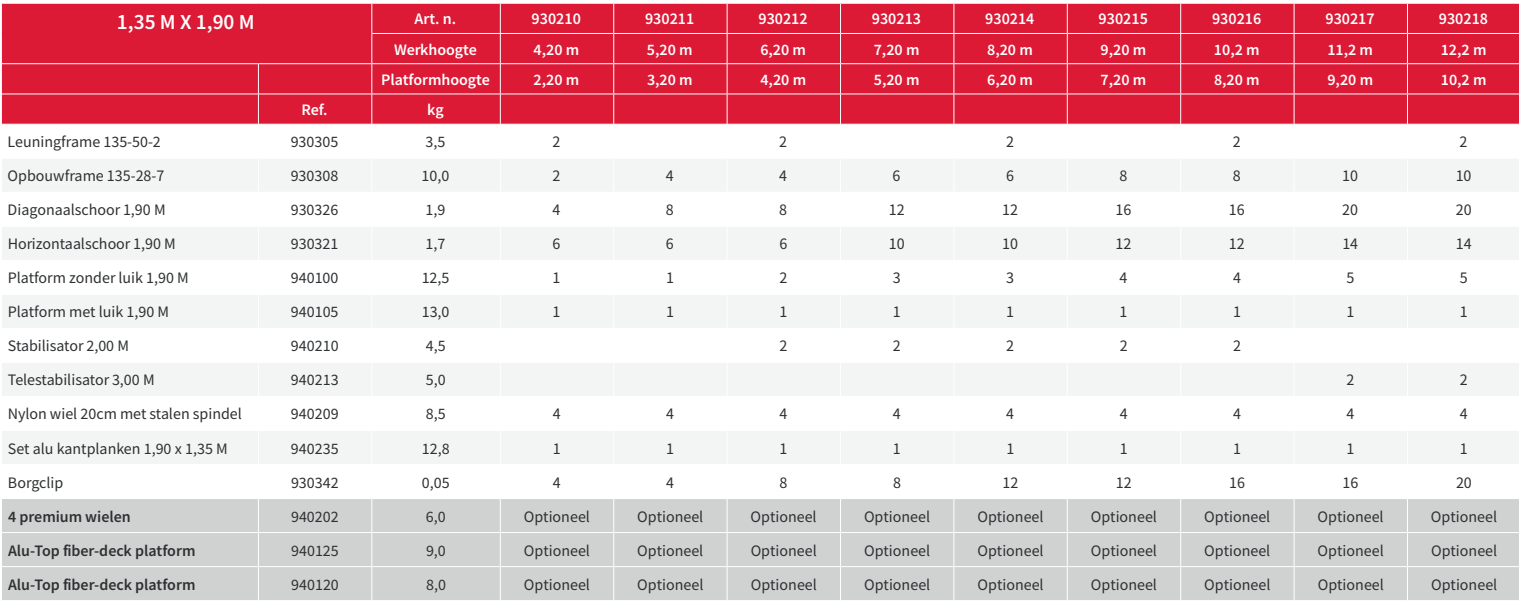 1,35 M X 1,90 M Art. n. 930210 930211 930212 930213 930214 930215 930216 930217 930218
Werkhoogte 4,20 m 5,20 m 6,20 m 7,20 m 8,20 m 9,20 m 10,2 m 11,2 m 12,2 m
Platformhoogte 2,20 m 3,20 m 4,20 m 5,20 m 6,20 m 7,20 m 8,20 m 9,20 m 10,2 m
Ref. kg
Leuningframe 135-50-2 930305 3,5 2 2 2 2 2
Opbouwframe 135-28-7 930308 10,0 2 4 4 6 6 8 8 10 10
Diagonaalschoor 1,90 M 930326 1,9 4 8 8 12 12 16 16 20 20
Horizontaalschoor 1,90 M 930321 1,7 6 6 6 10 10 12 12 14 14
Platform zonder luik 1,90 M 940100 12,5 1 1 2 3 3 4 4 5 5
Platform met luik 1,90 M 940105 13,0 1 1 1 1 1 1 1 1 1
Stabilisator 2,00 M 940210 4,5 2 2 2 2 2
Telestabilisator 3,00 M 940213 5,0 2 2
Nylon wiel 20cm met stalen spindel 940209 8,5 4 4 4 4 4 4 4 4 4
Set alu kantplanken 1,90 x 1,35 M 940235 12,8 1 1 1 1 1 1 1 1 1
Borgclip 930342 0,05 4 4 8 8 12 12 16 16 20
4 premium wielen 940202 6,0 Optioneel Optioneel Optioneel Optioneel Optioneel Optioneel Optioneel Optioneel Optioneel
Alu-Top fiber-deck platform 940125 9,0 Optioneel Optioneel Optioneel Optioneel Optioneel Optioneel Optioneel Optioneel Optioneel
Alu-Top fiber-deck platform 940120 8,0 Optioneel Optioneel Optioneel Optioneel Optioneel Optioneel Optioneel Optioneel Optioneel